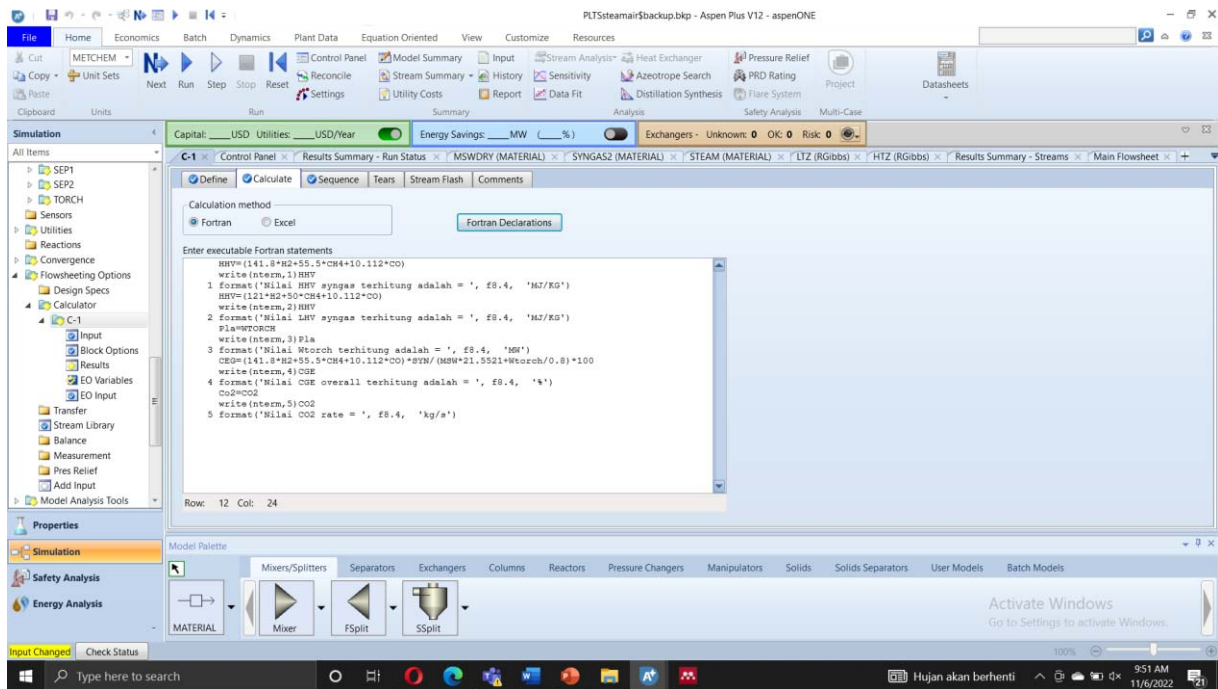 PLTSsteamair$backup.bkp - Aspen Plus V12 - aspenONE
File Home Economics Batch Dynamics Plant Data Equation Oriented View Customize Resources
Cut METCHEM Control Panel Model Summary Input Stream Analysis Heat Exchanger Pressure Relief
Copy Unit Sets Next Run Step Stop Reset Reconcile Stream Summary History Sensitivity Azeotrope Search PRD Rating Project Datasheets
Paste Settings Utility Costs Report Data Fit Distillation Synthesis Flare System
Clipboard Units Run Summary Analysis Safety Analysis Multi-Case
Simulation
Capital: ____USD Utilities: ____USD/Year Energy Savings: ____MW (____%) Exchangers - Unknown: 0 OK: 0 Risk: 0
All Items
C-1 Control Panel Results Summary - Run Status MSWDRY (MATERIAL) SYNGAS2 (MATERIAL) STEAM (MATERIAL) LTZ (RGibbs) HTZ (RGibbs) Results Summary - Streams Main Flowsheet
SEP1
SEP2
TORCH
Sensors
Utilities
Reactions
Convergence
Flowsheeting Options
Design Specs
Calculator
C-1
Input
Block Options
Results
EO Variables
EO Input
Transfer
Stream Library
Balance
Measurement
Pres Relief
Add Input
Model Analysis Tools
Properties
Simulation
Safety Analysis
Energy Analysis
Define Calculate Sequence Tears Stream Flash Comments
Calculation method
Fortran Excel Fortran Declarations
Enter executable Fortran statements
HHV=(141.8*H2+55.5*CH4+10.112*CO)
write(nterm,1)HHV
1 format('Nilai HHV syngas terhitung adalah = ', f8.4, 'MJ/KG')
HHV=(121*H2+50*CH4+10.112*CO)
write(nterm,2)HHV
2 format('Nilai LHV syngas terhitung adalah = ', f8.4, 'MJ/KG')
Pla=WTORCH
write(nterm,3)Pla
3 format('Nilai Wtorch terhitung adalah = ', f8.4, 'MW')
CEG=(141.8*H2+55.5*CH4+10.112*CO)*SYN/(MSW*21.5521+Wtorch/0.8)*100
write(nterm,4)CGE
4 format('Nilai CGE overall terhitung adalah = ', f8.4, '%')
Co2=CO2
write(nterm,5)CO2
5 format('Nilai CO2 rate = ', f8.4, 'kg/s')
Row: 12 Col: 24
Model Palette
Mixers/Splitters Separators Exchangers Columns Reactors Pressure Changers Manipulators Solids Solids Separators User Models Batch Models
MATERIAL Mixer FSplit SSplit
Activate Windows
Go to Settings to activate Windows.
Input Changed Check Status 100%
Type here to search Hujan akan berhenti 9:51 AM
11/6/2022
21